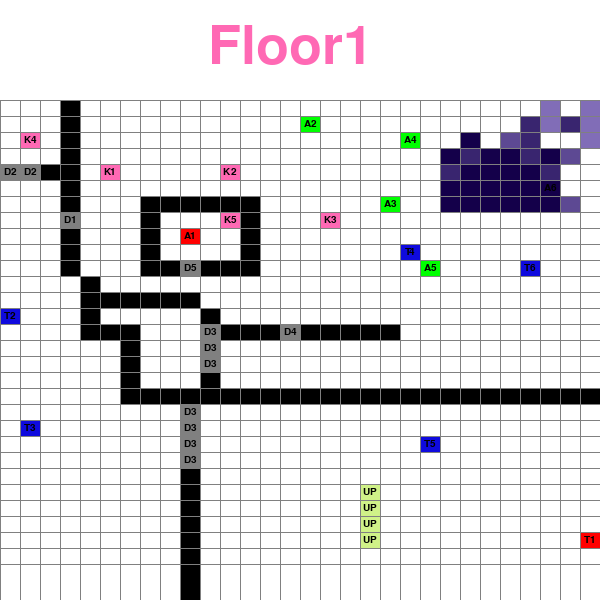 Floor1
A2
K4 A4
D2 D2 K1 K2
A6
A3
D1 K5 K3
A1
T4
D5 A5 T6
T2
D3 D4
D3
D3
D3
T3 D3
D3 T5
D3
UP
UP
UP
UP T1